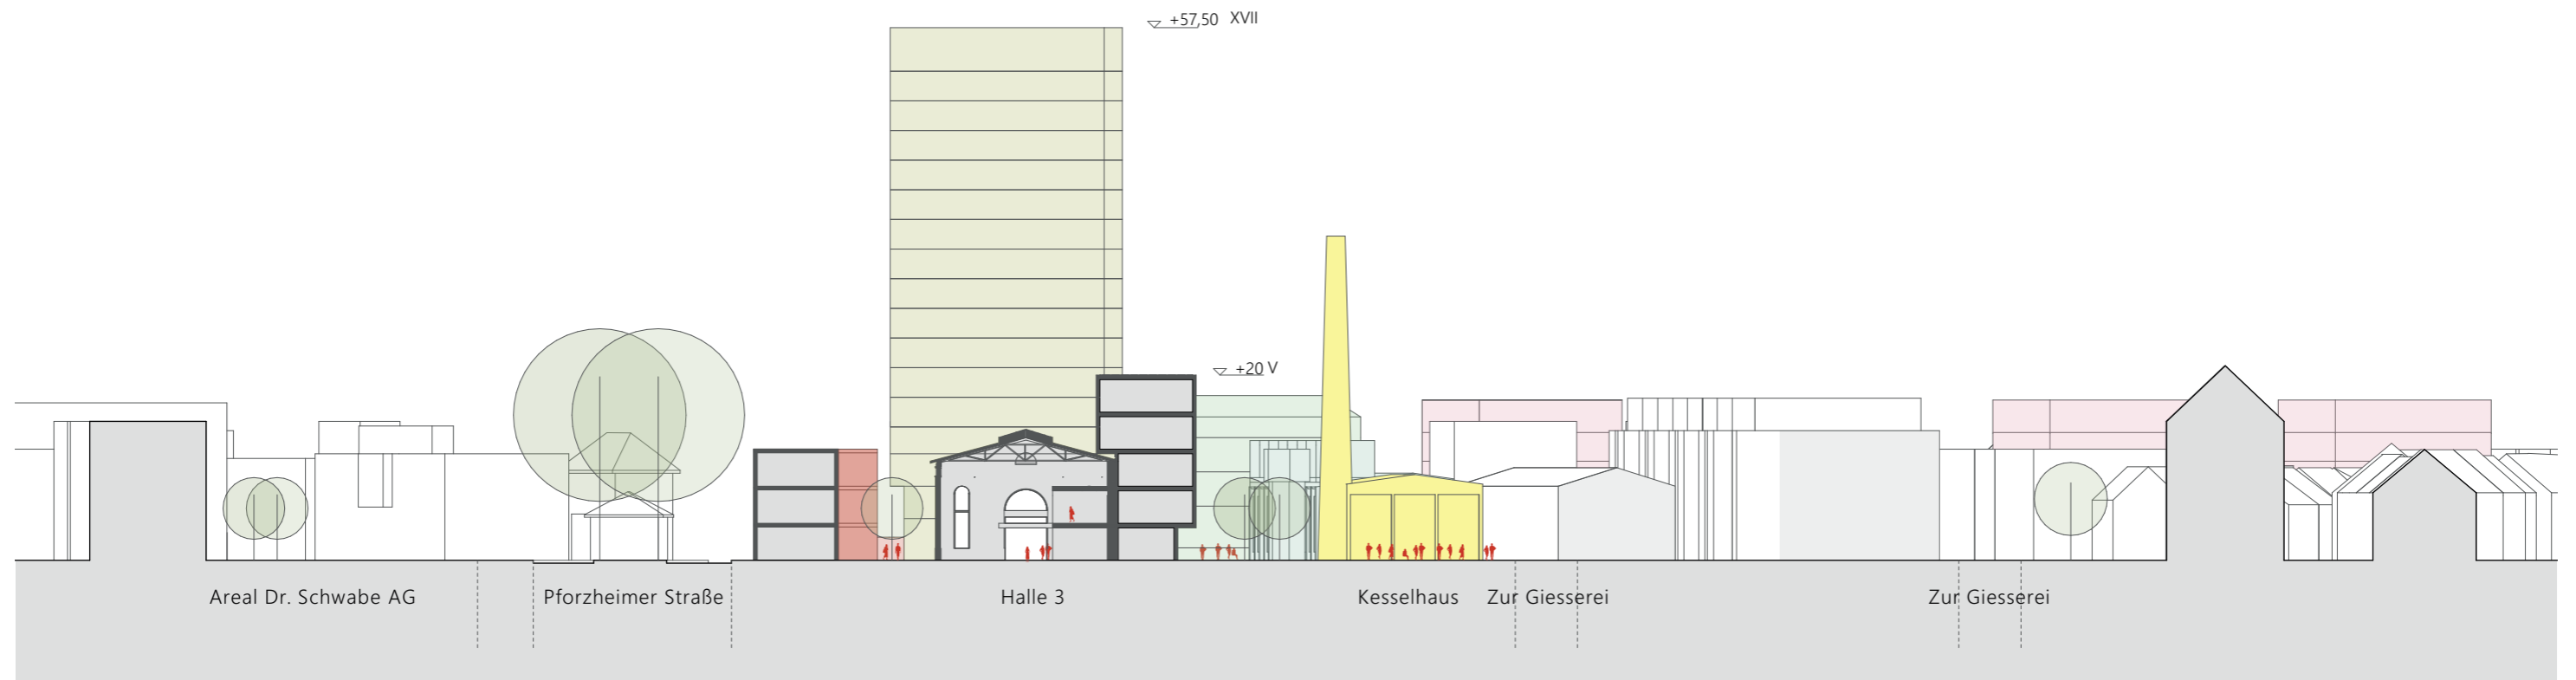 +57,50 XVII
+20 V
Areal Dr. Schwabe AG
Pforzheimer Straße
Halle 3
Kesselhaus
Zur Giesserei
Zur Giesserei